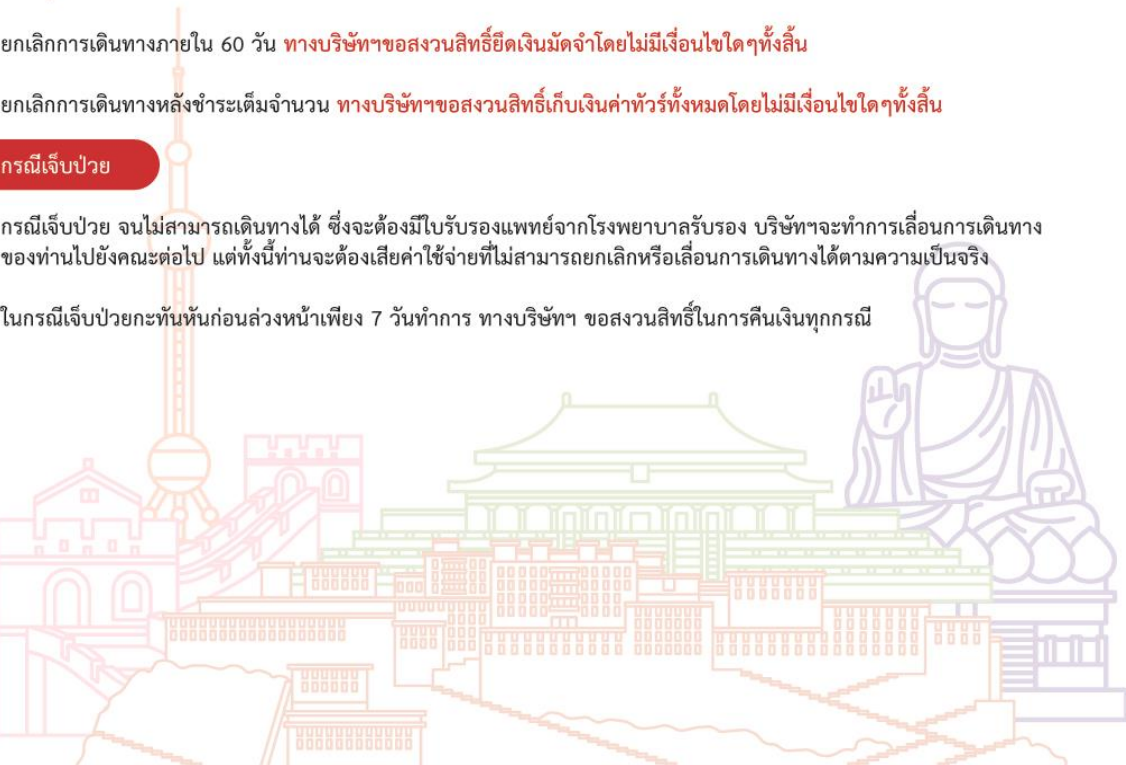 ยกเลิกการเดินทางภายใน 60 วัน ทางบริษัทฯขอสงวนสิทธิ์ยึดเงินมัดจำโดยไม่มีเงื่อนไขใดๆทั้งสิ้น
ยกเลิกการเดินทางหลังชำระเต็มจำนวน ทางบริษัทฯขอสงวนสิทธิ์เก็บเงินค่าทัวร์ทั้งหมดโดยไม่มีเงื่อนไขใดๆทั้งสิ้น
กรณีเจ็บป่วย
กรณีเจ็บป่วย จนไม่สามารถเดินทางได้ ซึ่งจะต้องมีใบรับรองแพทย์จากโรงพยาบาลรับรอง บริษัทฯจะทำการเลื่อนการเดินทาง
ของท่านไปยังคณะต่อไป แต่ทั้งนี้ท่านจะต้องเสียค่าใช้จ่ายที่ไม่สามารถยกเลิกหรือเลื่อนการเดินทางได้ตามความเป็นจริง
ในกรณีเจ็บป่วยกะทันหันก่อนล่วงหน้าเพียง 7 วันทำการ ทางบริษัทฯ ขอสงวนสิทธิ์ในการคืนเงินทุกกรณี